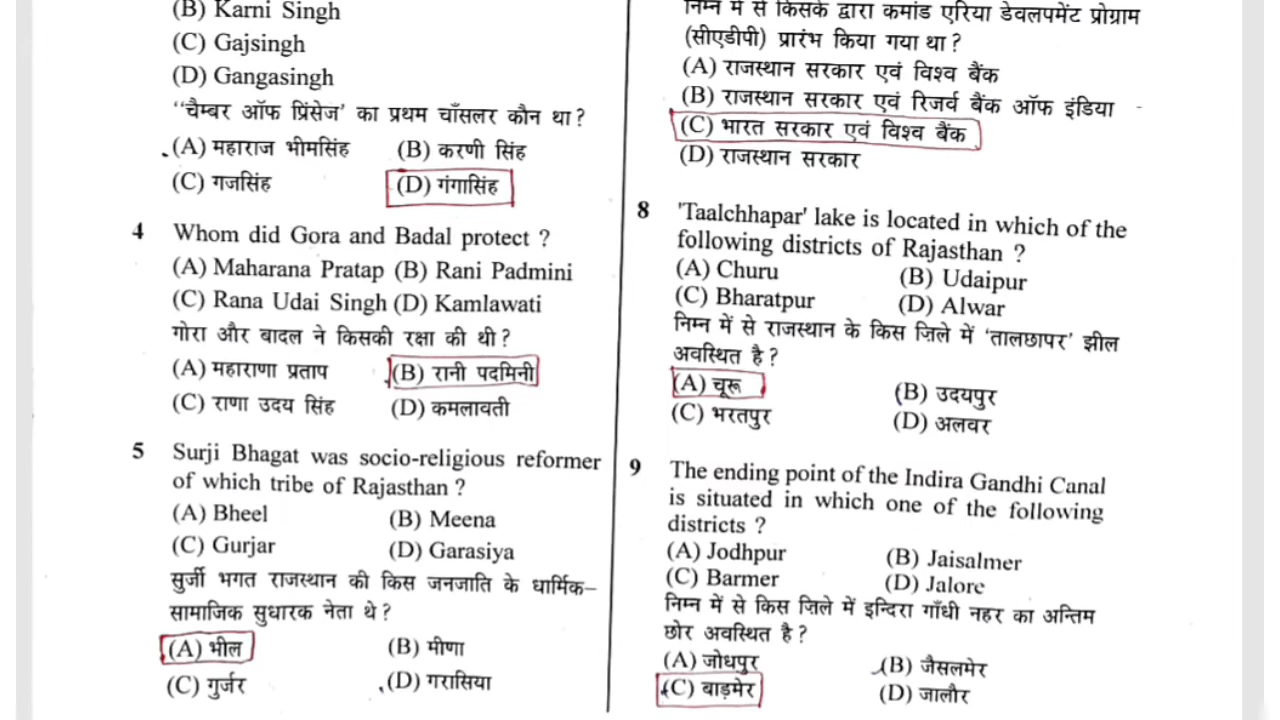 (B) Karni Singh
(C) Gajsingh
(D) Gangasingh
“चैम्बर ऑफ प्रिंसेज’ का प्रथम चाँसलर कौन था?
(A) महाराज भीमसिंह (B) करणी सिंह
(C) गजसिंह (D) गंगासिंह
4 Whom did Gora and Badal protect ?
(A) Maharana Pratap (B) Rani Padmini
(C) Rana Udai Singh (D) Kamlawati
गोरा और बादल ने किसकी रक्षा की थी?
(A) महाराणा प्रताप (B) रानी पदमिनी
(C) राणा उदय सिंह (D) कमलावती
5 Surji Bhagat was socio-religious reformer
of which tribe of Rajasthan ?
(A) Bheel (B) Meena
(C) Gurjar (D) Garasiya
सुर्जी भगत राजस्थान की किस जनजाति के धार्मिक–
सामाजिक सुधारक नेता थे?
(A) भील (B) मीणा
(C) गुर्जर (D) गरासिया
निम्न में से किसके द्वारा कमांड एरिया डेवलपमेंट प्रोग्राम
(सीएडीपी) प्रारंभ किया गया था?
(A) राजस्थान सरकार एवं विश्व बैंक
(B) राजस्थान सरकार एवं रिजर्व बैंक ऑफ इंडिया
(C) भारत सरकार एवं विश्व बैंक
(D) राजस्थान सरकार
8 'Taalchhapar' lake is located in which of the
following districts of Rajasthan ?
(A) Churu (B) Udaipur
(C) Bharatpur (D) Alwar
निम्न में से राजस्थान के किस ज़िले में ‘तालछापर’ झील
अवस्थित है?
(A) चूरू (B) उदयपुर
(C) भरतपुर (D) अलवर
9 The ending point of the Indira Gandhi Canal
is situated in which one of the following
districts ?
(A) Jodhpur (B) Jaisalmer
(C) Barmer (D) Jalore
निम्न में से किस ज़िले में इन्दिरा गाँधी नहर का अन्तिम
छोर अवस्थित है?
(A) जोधपुर (B) जैसलमेर
(C) बाड़मेर (D) जालौर